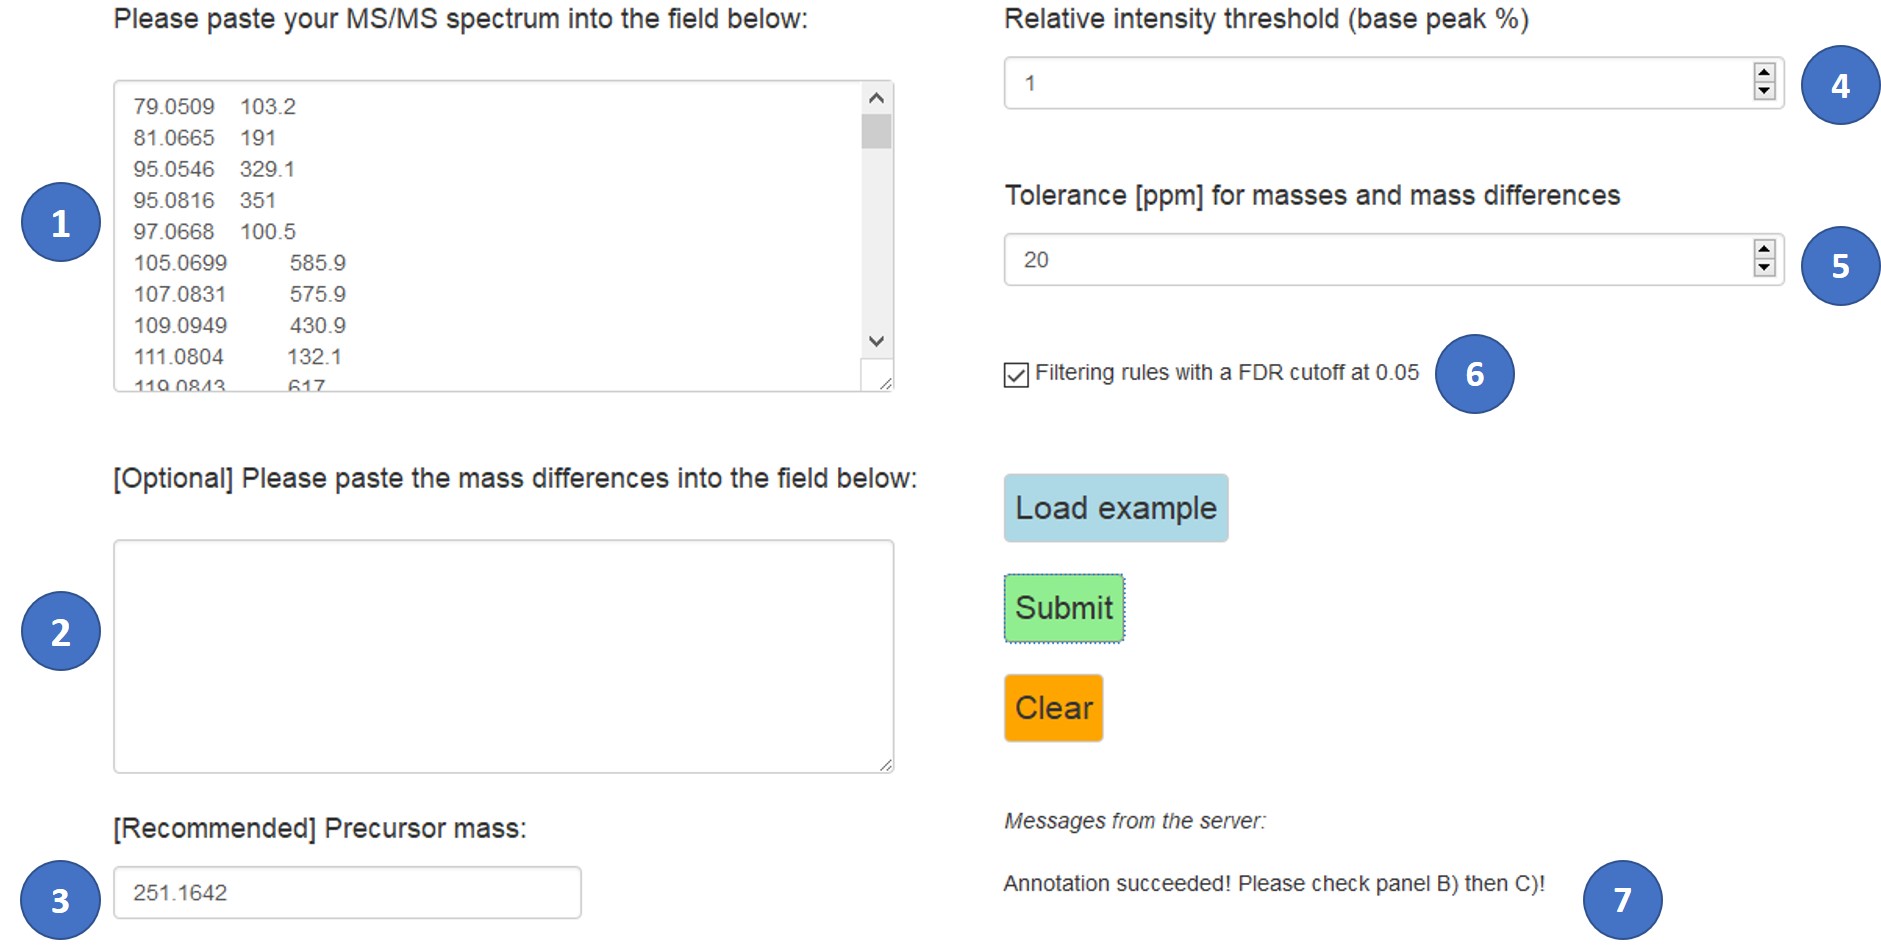 Please paste your MS/MS spectrum into the field below:
79.0509 103.2
81.0665 191
95.0546 329.1
95.0816 351
97.0668 100.5
105.0699 585.9
107.0831 575.9
109.0949 430.9
111.0804 132.1
119.0843 617
1
[Optional] Please paste the mass differences into the field below:
2
[Recommended] Precursor mass:
251.1642
3
Relative intensity threshold (base peak %)
1
4
Tolerance [ppm] for masses and mass differences
20
5
Filtering rules with a FDR cutoff at 0.05
6
Load example
Submit
Clear
Messages from the server:
Annotation succeeded! Please check panel B) then C)!
7